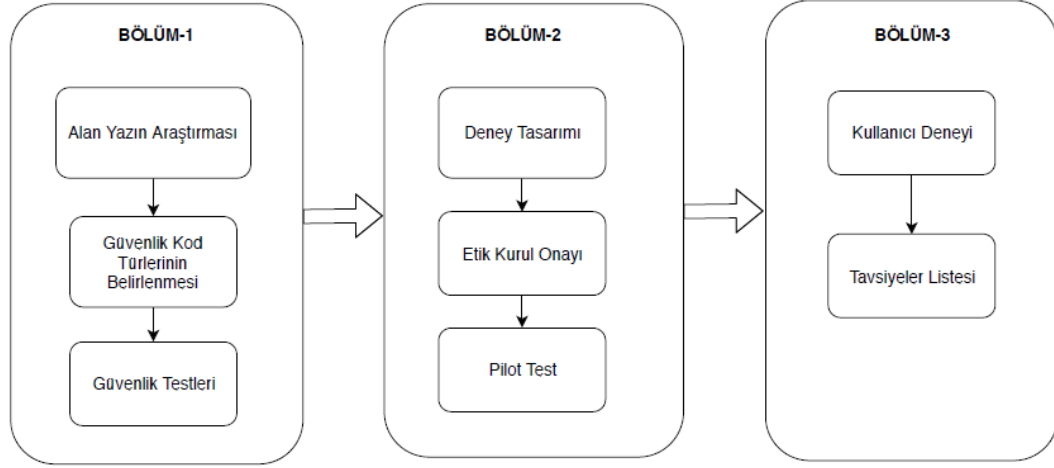 BÖLÜM-1
Alan Yazın Araştırması
Güvenlik Kod
Türlerinin
Belirlenmesi
Güvenlik Testleri
BÖLÜM-2
Deney Tasarımı
Etik Kurul Onayı
Pilot Test
BÖLÜM-3
Kullanıcı Deneyi
Tavsiyeler Listesi